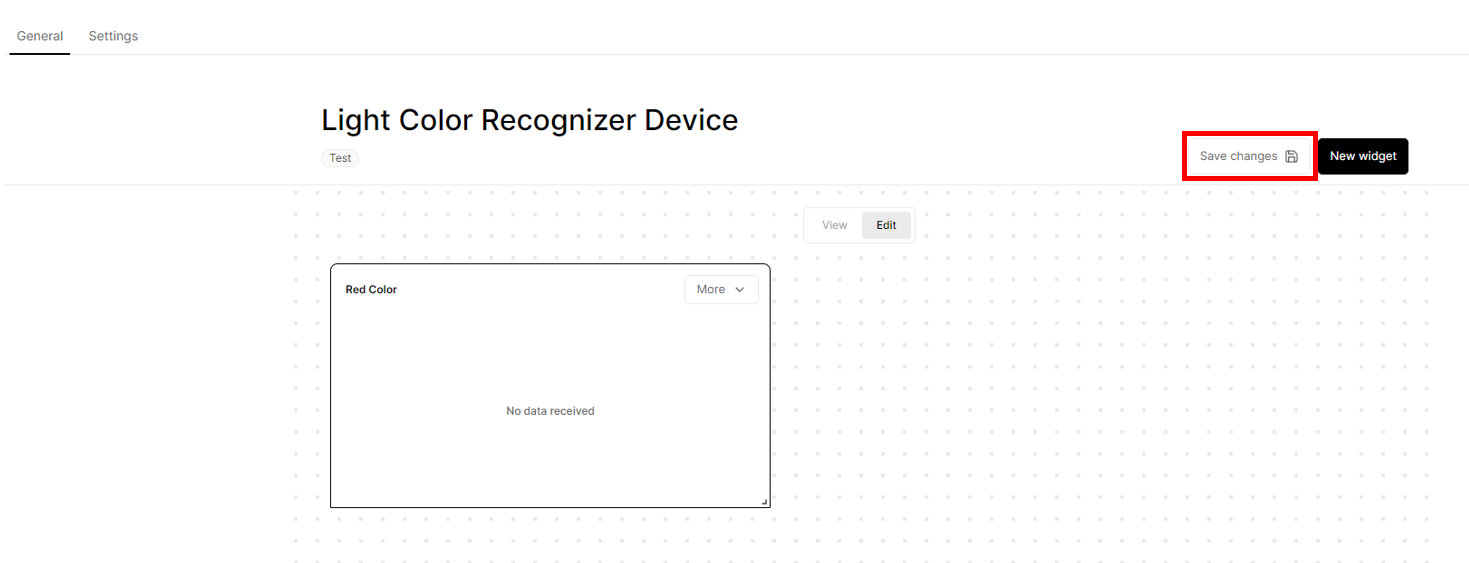 General Settings
Light Color Recognizer Device
Test
Save changes New widget
View Edit
Red Color More
No data received